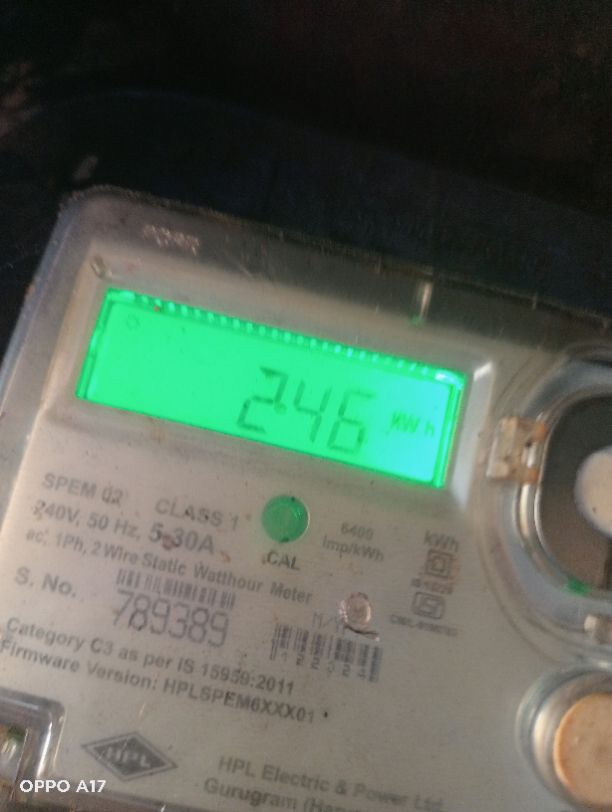 246 kWh
SPEM 02 CLASS 1
240V, 50 Hz, 5-30A
CAL
6400
imp/kWh
kWh
ac, 1Ph, 2 Wire Static Watthour Meter
S. No.
789389
Category C3 as per IS 15959:2011
Firmware Version: HPLSPEM6XXX01
HPL
HPL Electric & Power Ltd.
Gurugram
OPPO A17